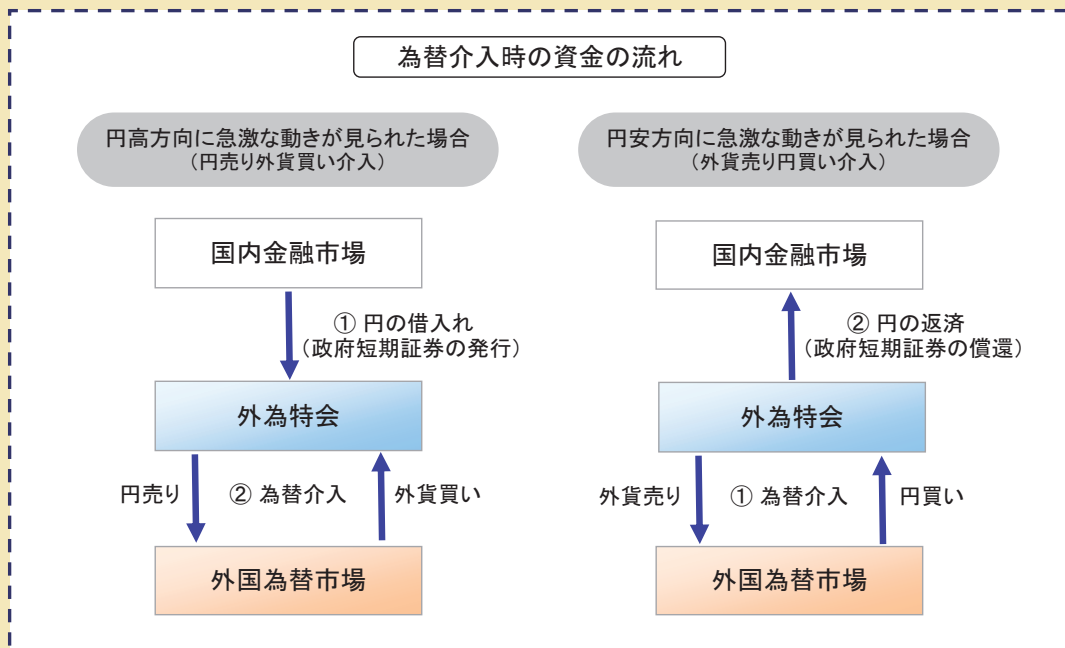 為替介入時の資金の流れ
円高方向に急激な動きが見られた場合
（円売り外貨買い介入）
国内金融市場
① 円の借入れ
（政府短期証券の発行）
外為特会
円売り
② 為替介入
外貨買い
外国為替市場
円安方向に急激な動きが見られた場合
（外貨売り円買い介入）
国内金融市場
② 円の返済
（政府短期証券の償還）
外為特会
外貨売り
① 為替介入
円買い
外国為替市場